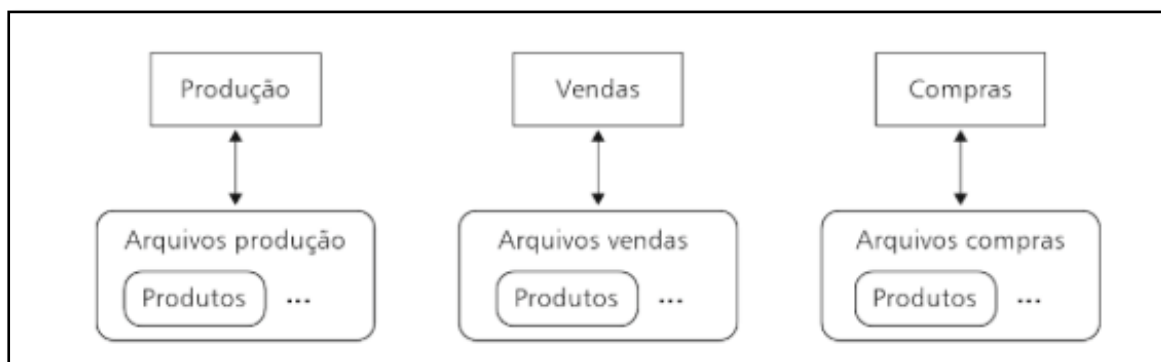 Produção
Vendas
Compras
Arquivos produção
Arquivos vendas
Arquivos compras
Produtos ...
Produtos ...
Produtos ...